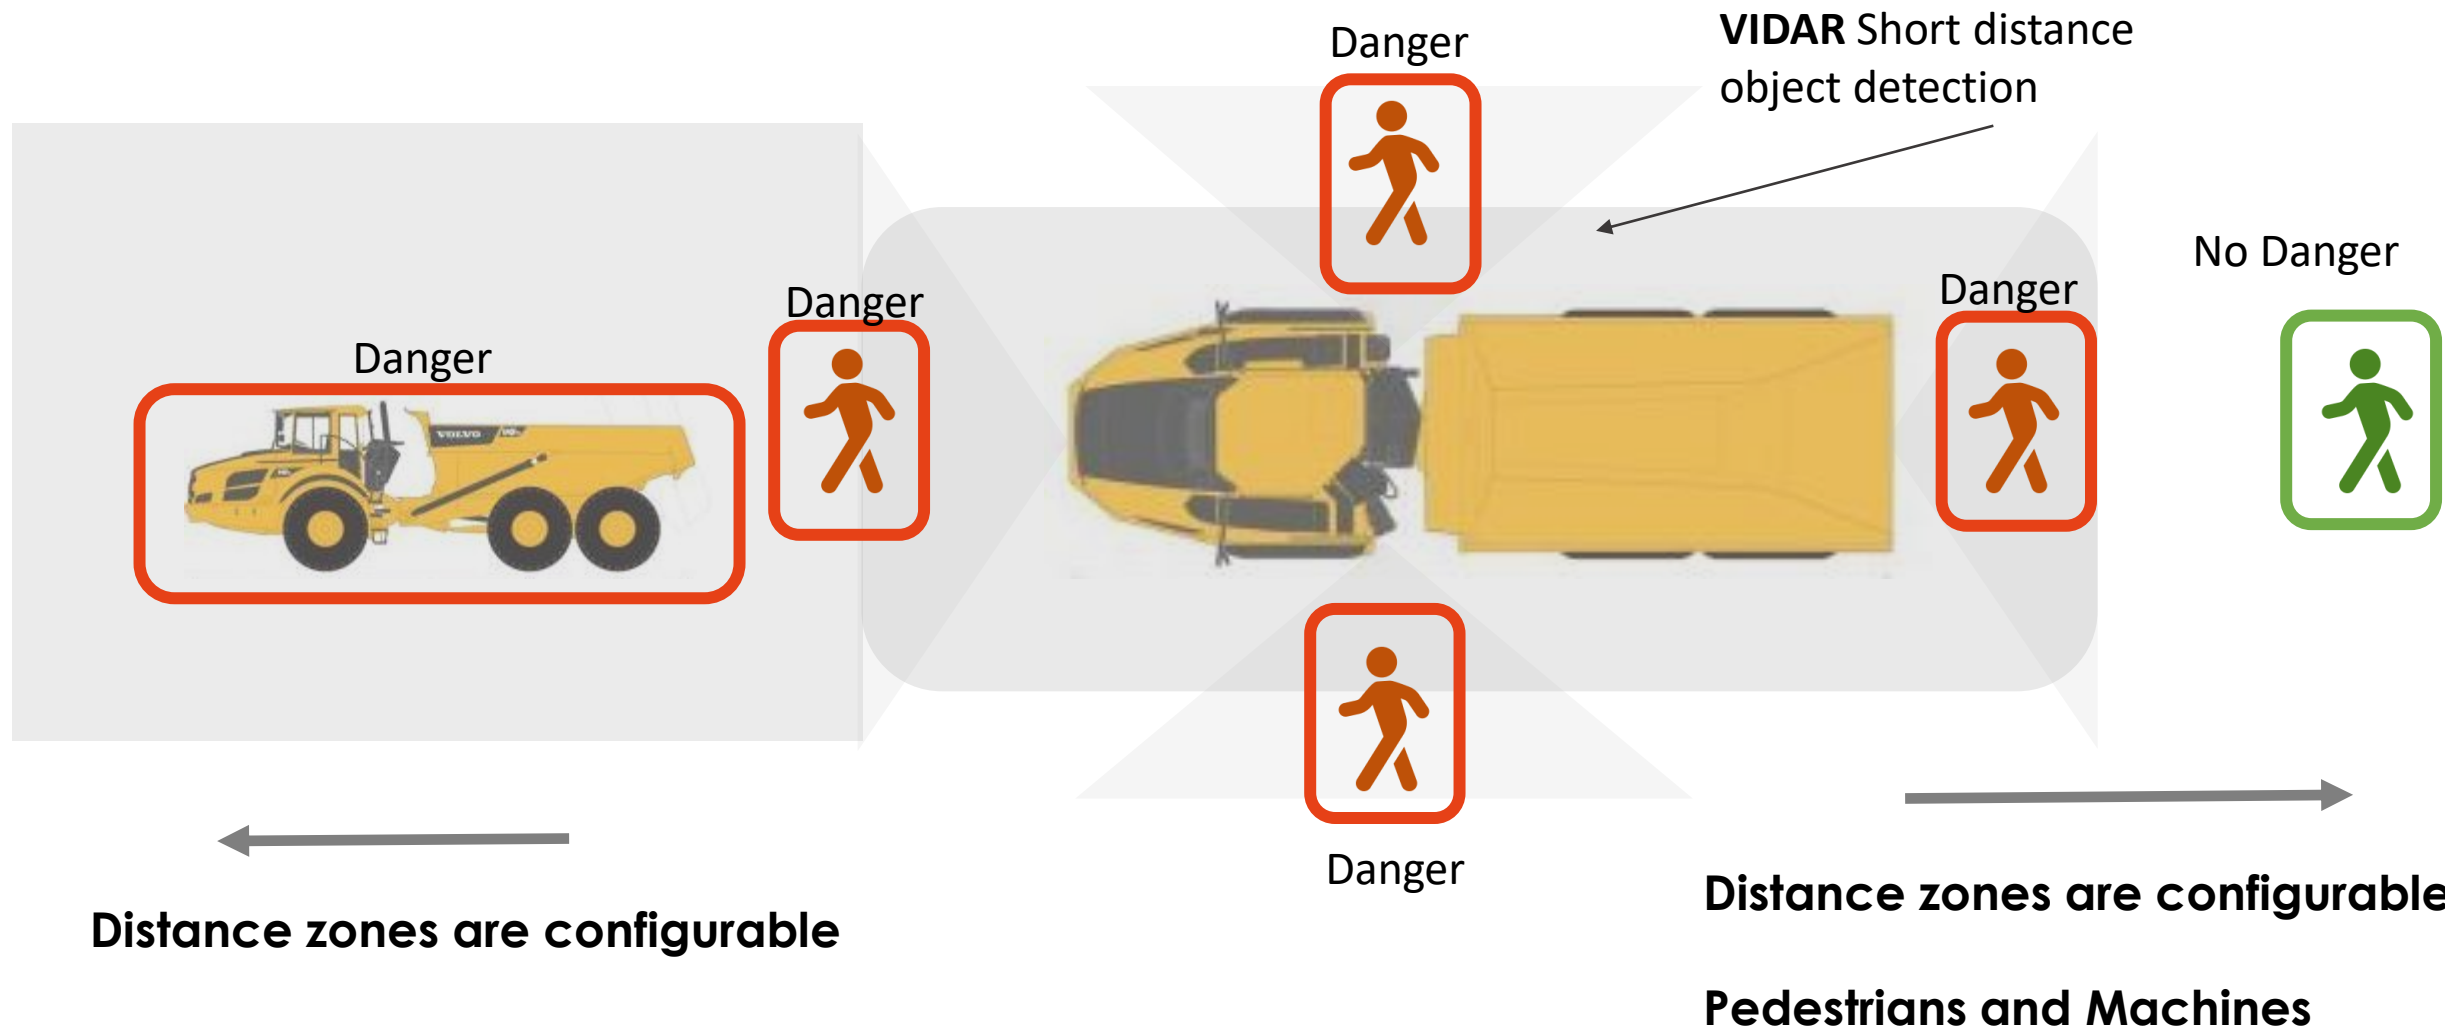 VIDAR Short distance
object detection
Danger
No Danger
Danger
Danger
Danger
VOLVO
Danger
Distance zones are configurable
Distance zones are configurable
Pedestrians and Machines